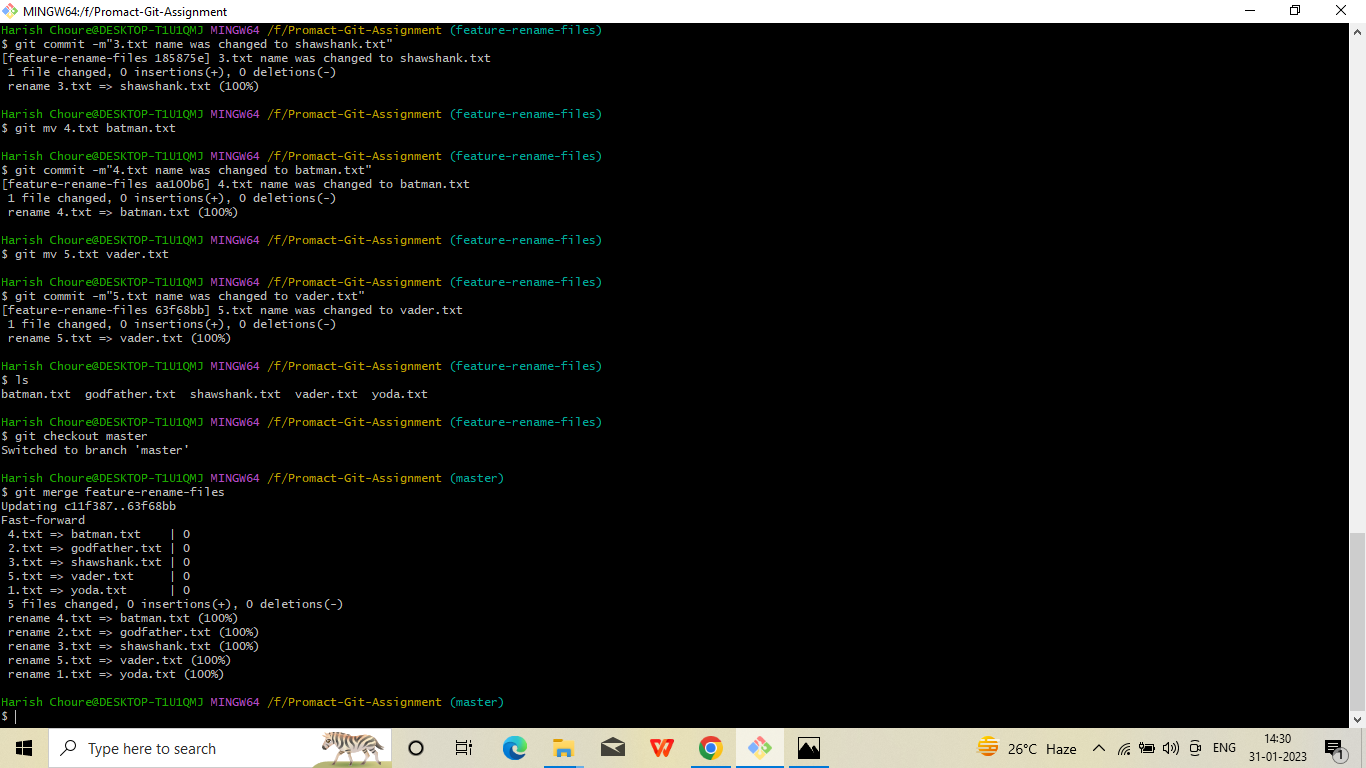 MINGW64:/f/Promact-Git-Assignment
Harish Choure@DESKTOP-T1U1QMJ MINGW64 /f/Promact-Git-Assignment (feature-rename-files)
$ git commit -m"3.txt name was changed to shawshank.txt"
[feature-rename-files 185875e] 3.txt name was changed to shawshank.txt
 1 file changed, 0 insertions(+), 0 deletions(-)
 rename 3.txt => shawshank.txt (100%)
Harish Choure@DESKTOP-T1U1QMJ MINGW64 /f/Promact-Git-Assignment (feature-rename-files)
$ git mv 4.txt batman.txt
Harish Choure@DESKTOP-T1U1QMJ MINGW64 /f/Promact-Git-Assignment (feature-rename-files)
$ git commit -m"4.txt name was changed to batman.txt"
[feature-rename-files aa100b6] 4.txt name was changed to batman.txt
 1 file changed, 0 insertions(+), 0 deletions(-)
 rename 4.txt => batman.txt (100%)
Harish Choure@DESKTOP-T1U1QMJ MINGW64 /f/Promact-Git-Assignment (feature-rename-files)
$ git mv 5.txt vader.txt
Harish Choure@DESKTOP-T1U1QMJ MINGW64 /f/Promact-Git-Assignment (feature-rename-files)
$ git commit -m"5.txt name was changed to vader.txt"
[feature-rename-files 63f68bb] 5.txt name was changed to vader.txt
 1 file changed, 0 insertions(+), 0 deletions(-)
 rename 5.txt => vader.txt (100%)
Harish Choure@DESKTOP-T1U1QMJ MINGW64 /f/Promact-Git-Assignment (feature-rename-files)
$ ls
batman.txt  godfather.txt  shawshank.txt  vader.txt  yoda.txt
Harish Choure@DESKTOP-T1U1QMJ MINGW64 /f/Promact-Git-Assignment (feature-rename-files)
$ git checkout master
Switched to branch 'master'
Harish Choure@DESKTOP-T1U1QMJ MINGW64 /f/Promact-Git-Assignment (master)
$ git merge feature-rename-files
Updating c11f387..63f68bb
Fast-forward
 4.txt => batman.txt    | 0
 2.txt => godfather.txt | 0
 3.txt => shawshank.txt | 0
 5.txt => vader.txt     | 0
 1.txt => yoda.txt      | 0
 5 files changed, 0 insertions(+), 0 deletions(-)
 rename 4.txt => batman.txt (100%)
 rename 2.txt => godfather.txt (100%)
 rename 3.txt => shawshank.txt (100%)
 rename 5.txt => vader.txt (100%)
 rename 1.txt => yoda.txt (100%)
Harish Choure@DESKTOP-T1U1QMJ MINGW64 /f/Promact-Git-Assignment (master)
$
Type here to search
26°C Haze
ENG
14:30
31-01-2023
1